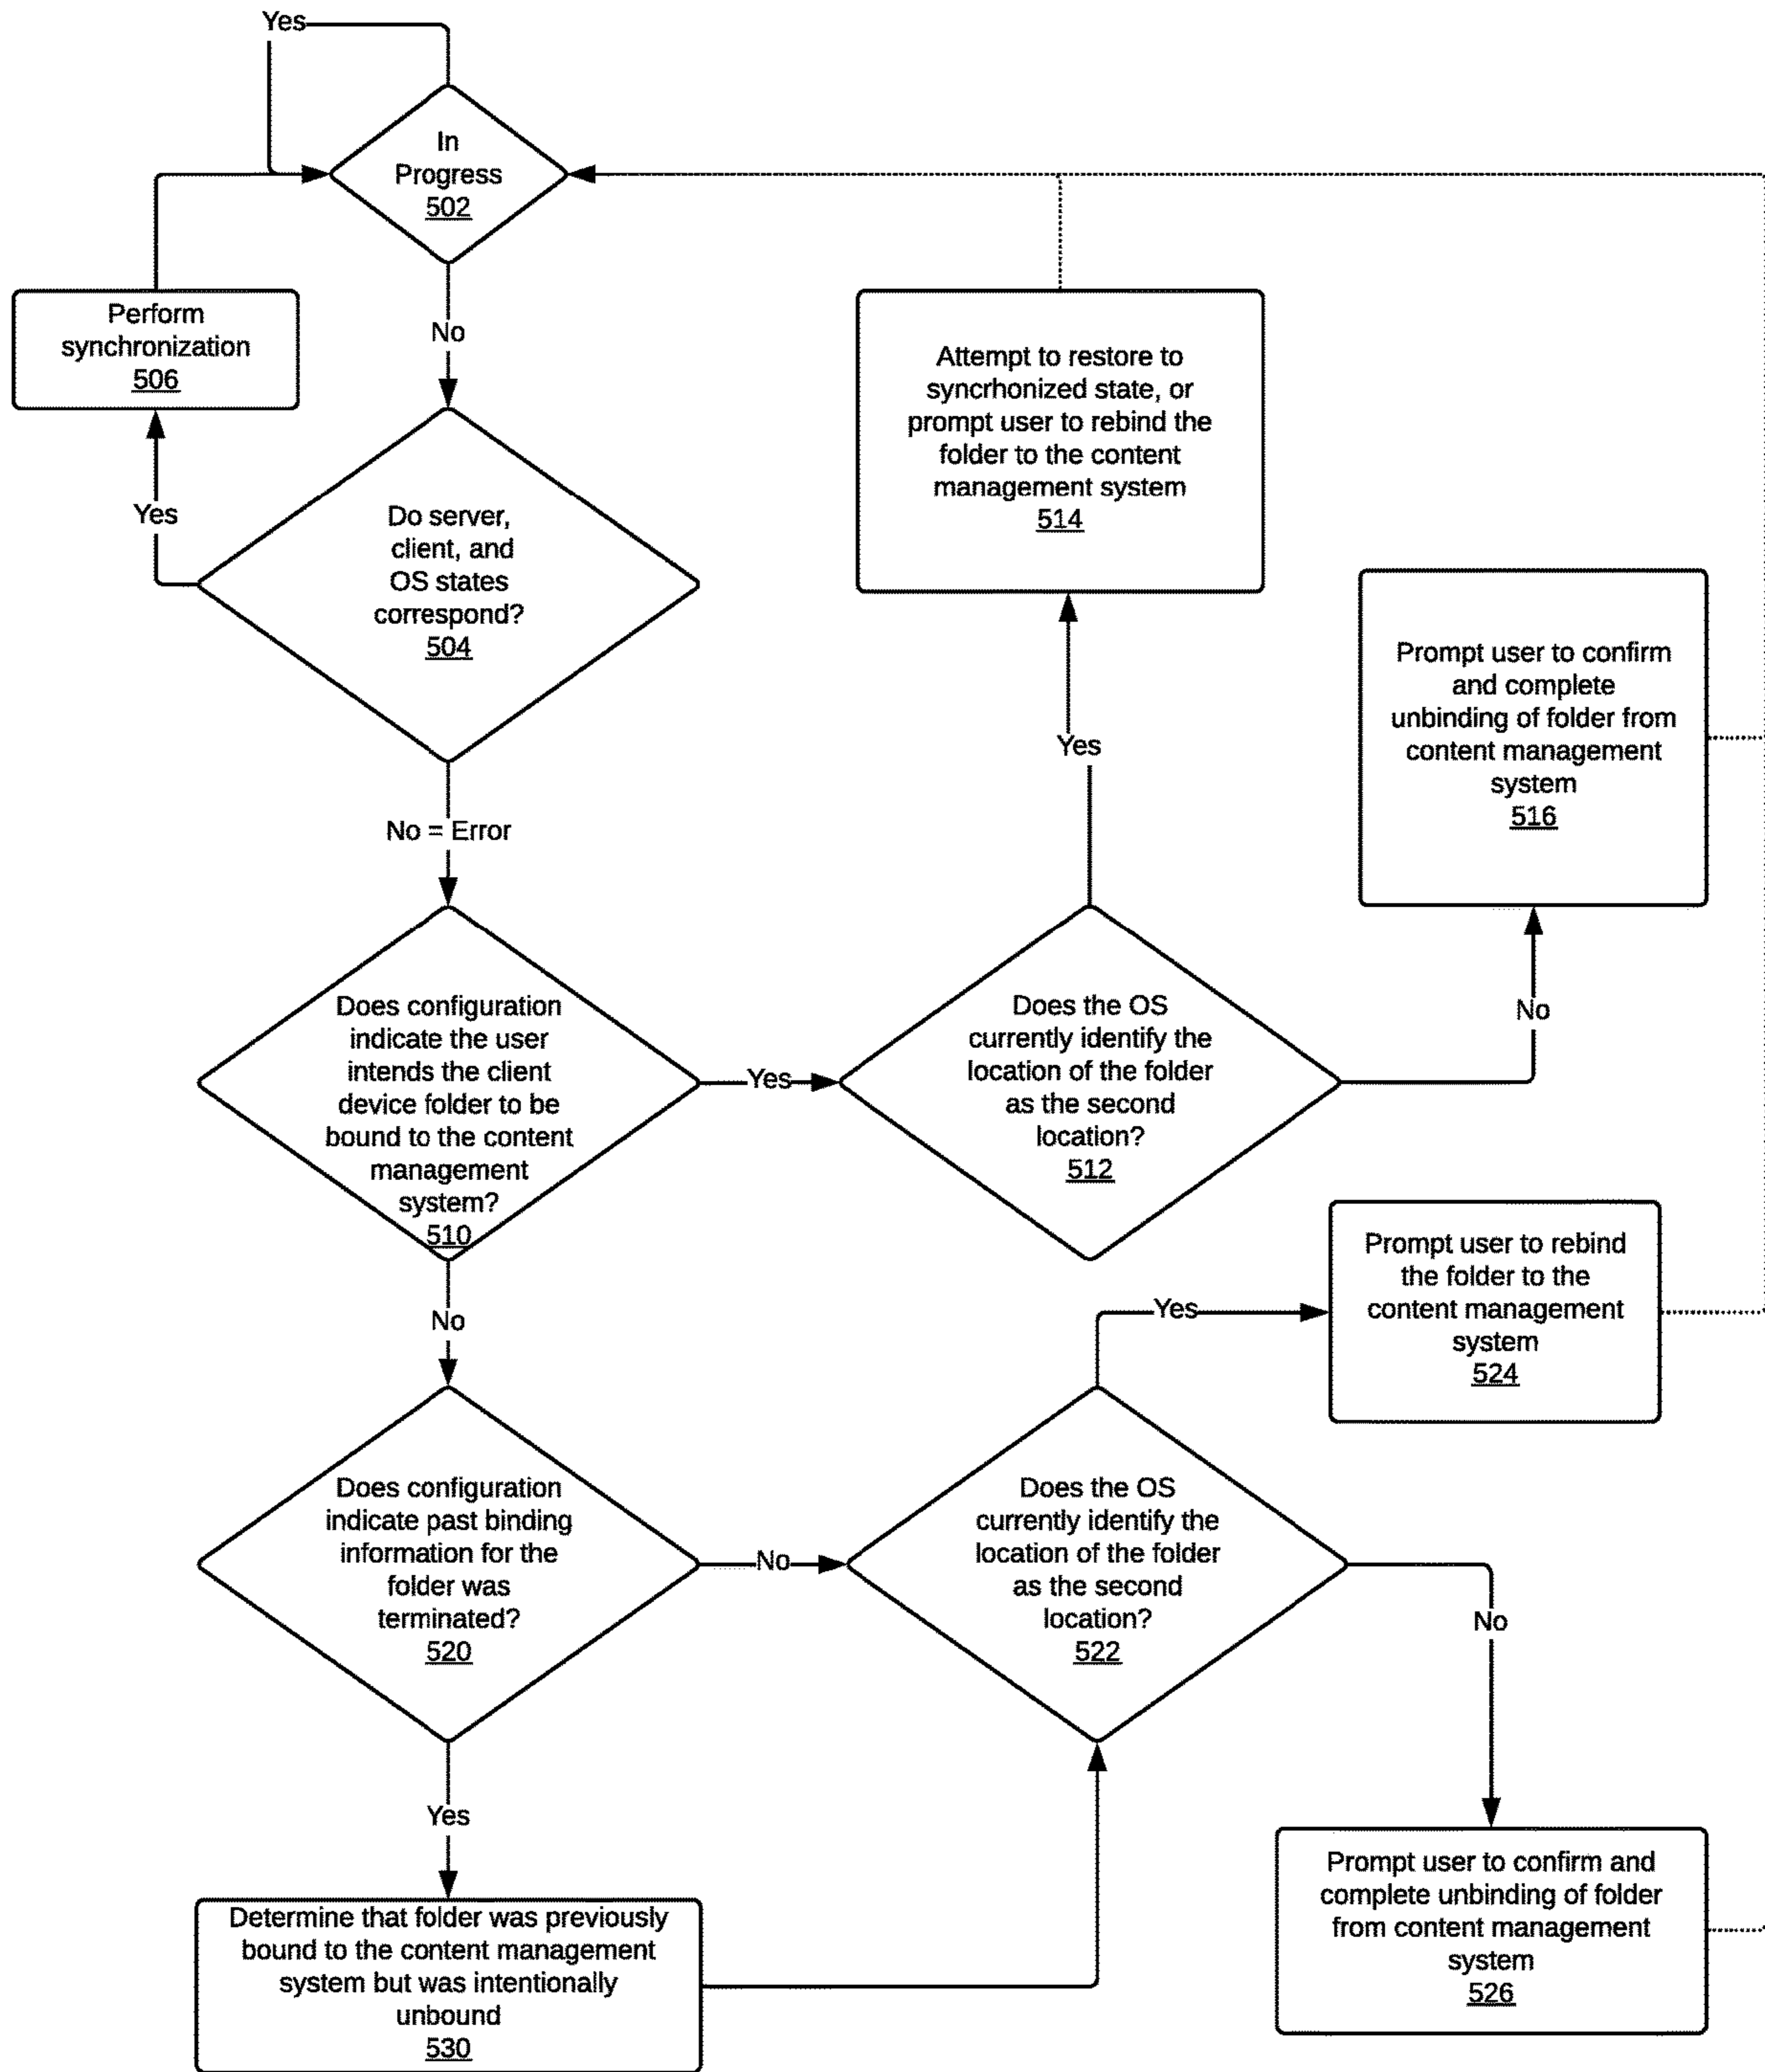 Yes
In
Progress
502
No
Perform
synchronization
506
Yes
Do server,
client, and
OS states
correspond?
504
No = Error
Attempt to restore to
syncrhonized state, or
prompt user to rebind the
folder to the content
management system
514
Yes
Prompt user to confirm
and complete
unbinding of folder from
content management
system
516
No
Does configuration
indicate the user
intends the client
device folder to be
bound to the content
management
system?
510
Yes
Does the OS
currently identify the
location of the folder
as the second
location?
512
No
Prompt user to rebind
the folder to the
content management
system
524
Yes
Does configuration
indicate past binding
information for the
folder was
terminated?
520
No
Does the OS
currently identify the
location of the folder
as the second
location?
522
No
Yes
Determine that folder was previously
bound to the content management
system but was intentionally
unbound
530
Prompt user to confirm and
complete unbinding of folder
from content management
system
526